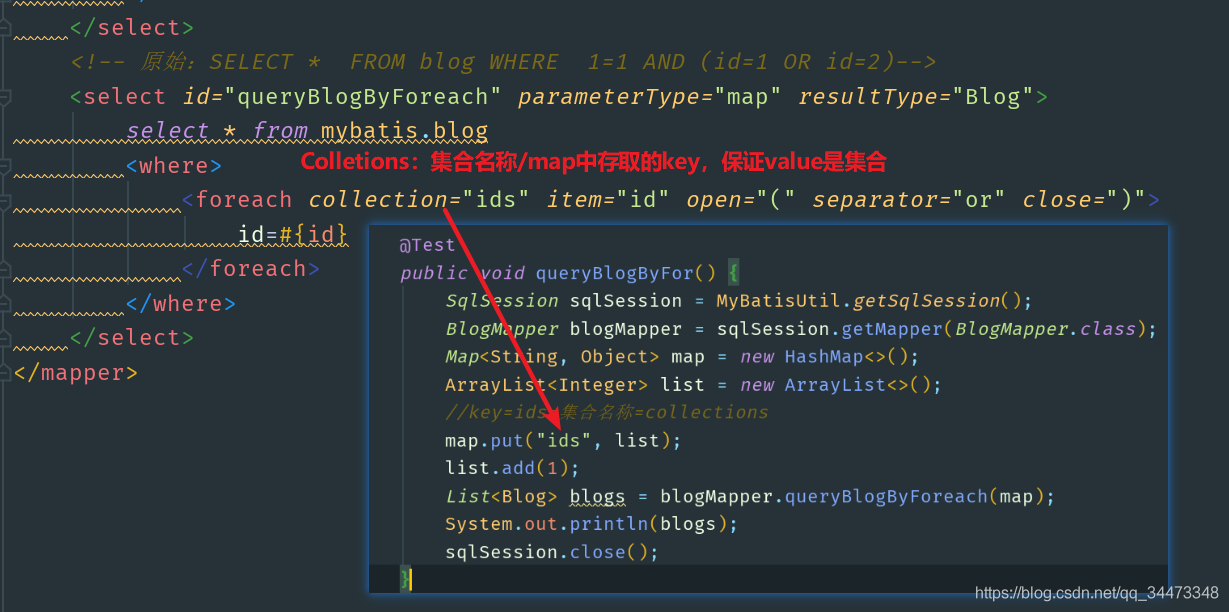 </select>
<!-- 原始：SELECT *  FROM blog WHERE  1=1 AND (id=1 OR id=2)-->
<select id="queryBlogByForeach" parameterType="map" resultType="Blog">
select * from mybatis.blog
<where>
Colletions：集合名称/map中存取的key，保证value是集合
<foreach collection="ids" item="id" open="(" separator="or" close=")">
id=#{id}
</foreach>
</where>
</select>
</mapper>
@Test
public void queryBlogByFor() {
SqlSession sqlSession = MyBatisUtil.getSqlSession();
BlogMapper blogMapper = sqlSession.getMapper(BlogMapper.class);
Map<String, Object> map = new HashMap<>();
ArrayList<Integer> list = new ArrayList<>();
//key=ids 集合名称=collections
map.put("ids", list);
list.add(1);
List<Blog> blogs = blogMapper.queryBlogByForeach(map);
System.out.println(blogs);
sqlSession.close();
}
https://blog.csdn.net/qq_34473348